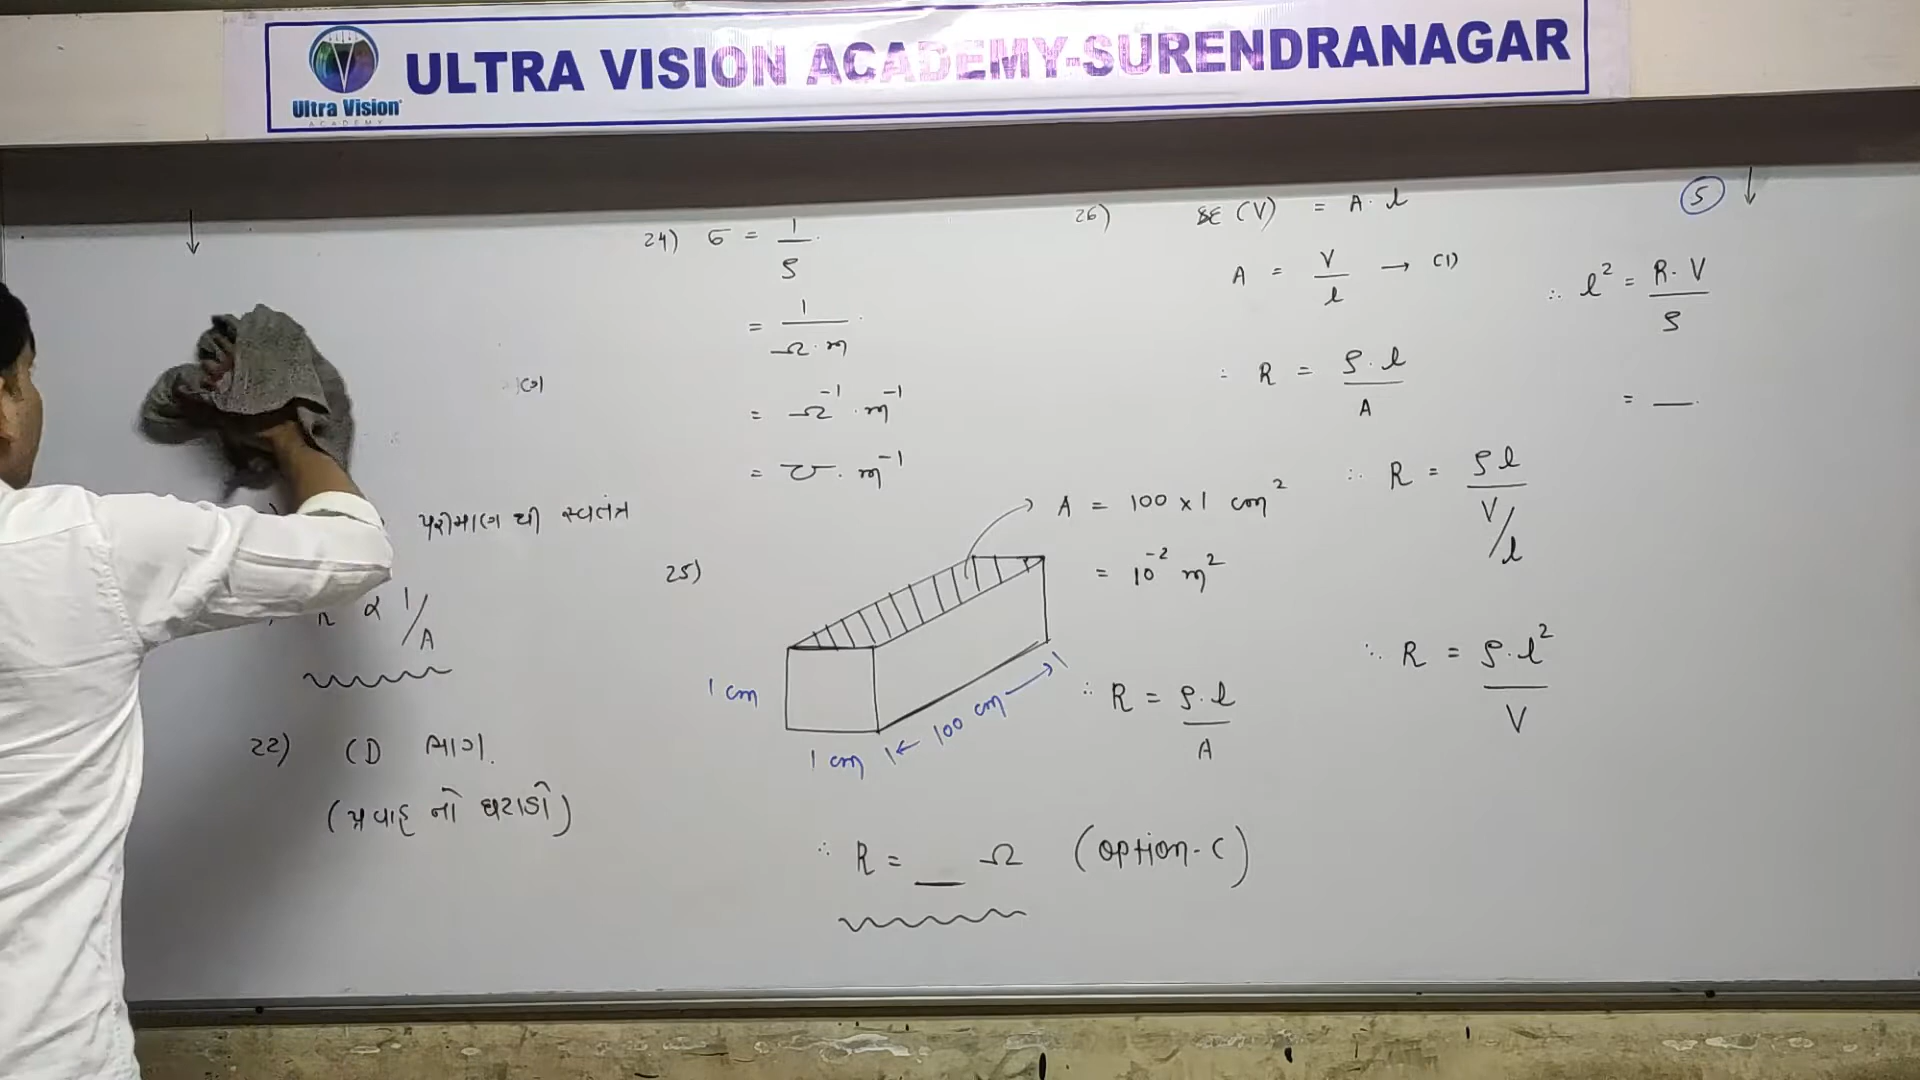 ULTRA VISION ACADEMY-SURENDRANAGAR
Ultra Vision
ACADEMY
પરિમાણ થી સ્વતંત્ર
α 1/A
22) (D ભાગ.
(પ્રવાહ નો ઘટાડો)
24) σ = 1/ρ
= 1/Ω·m
= Ω⁻¹·m⁻¹
= ℧·m⁻¹
25)
A = 100 × 1 cm²
= 10⁻² m²
1 cm
1 cm
100 cm
∴ R = ρ·l/A
∴ R = __ Ω (option-C)
26) (V) = A·l
A = V/l → (1)
∴ R = ρ·l/A
∴ R = ρl/V/l
∴ R = ρ·l²/V
5
∴ l² = R·V/ρ
= __.